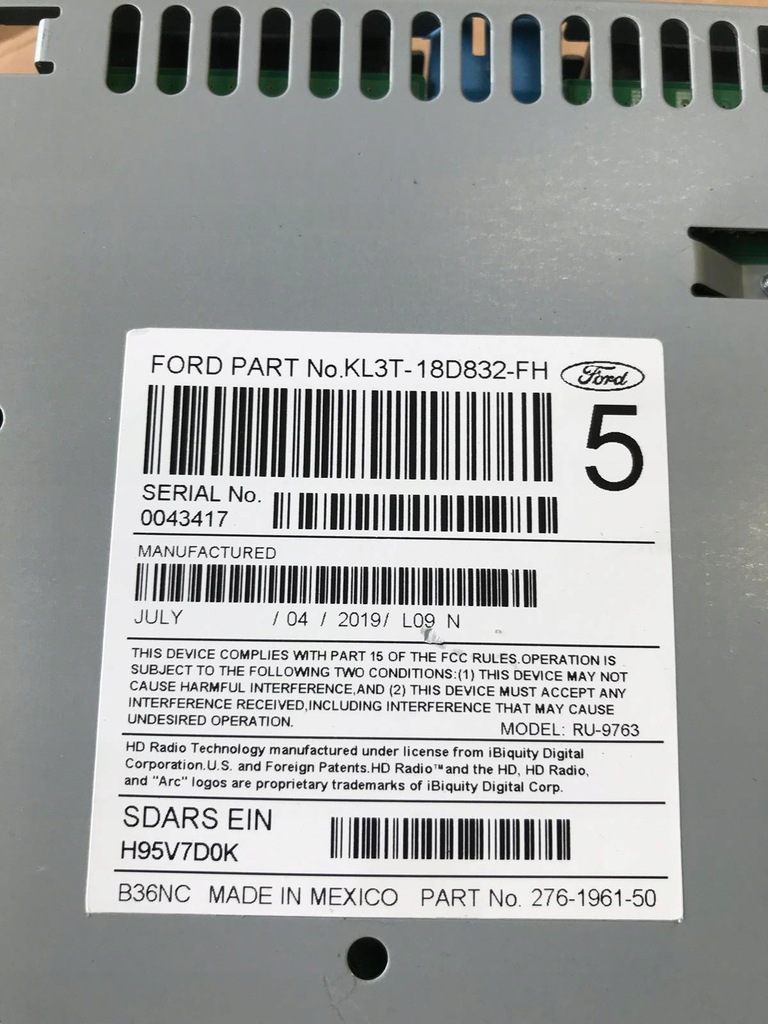 FORD PART No.KL3T-18D832-FH
Ford
5
SERIAL No.
0043417
MANUFACTURED
JULY / 04 / 2019/ L09 N
THIS DEVICE COMPLIES WITH PART 15 OF THE FCC RULES.OPERATION IS
SUBJECT TO THE FOLLOWING TWO CONDITIONS:(1) THIS DEVICE MAY NOT
CAUSE HARMFUL INTERFERENCE,AND (2) THIS DEVICE MUST ACCEPT ANY
INTERFERENCE RECEIVED,INCLUDING INTERFERENCE THAT MAY CAUSE
UNDESIRED OPERATION.
MODEL: RU-9763
HD Radio Technology manufactured under license from iBiquity Digital
Corporation.U.S. and Foreign Patents.HD Radio™and the HD, HD Radio,
and "Arc" logos are proprietary trademarks of iBiquity Digital Corp.
SDARS EIN
H95V7D0K
B36NC MADE IN MEXICO PART No. 276-1961-50